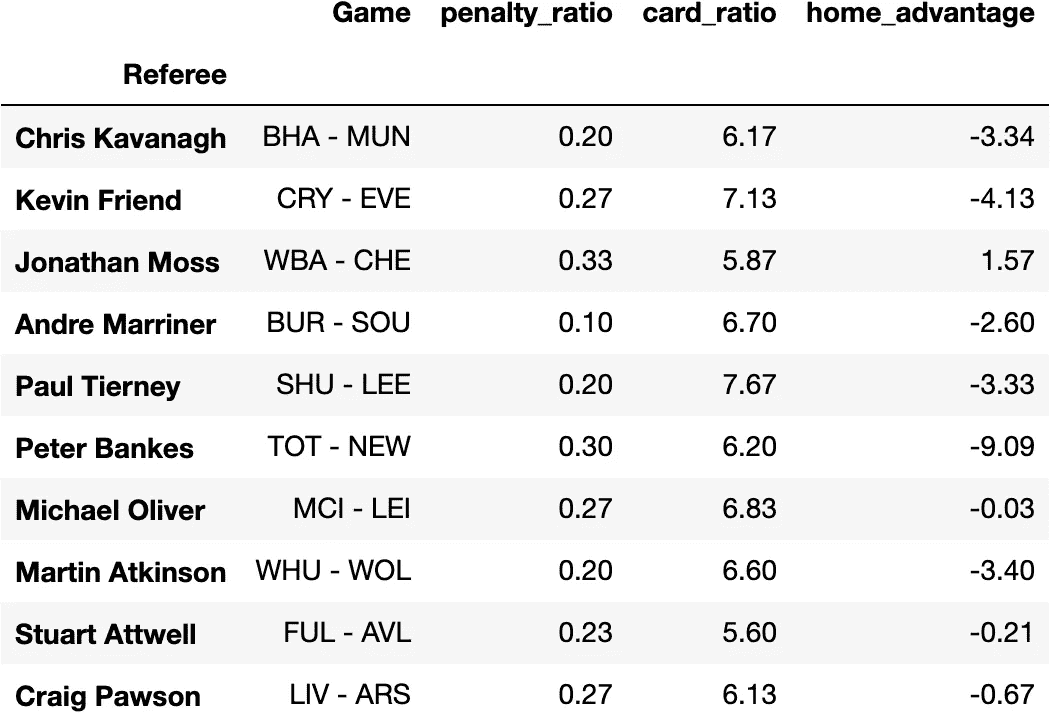 Game penalty_ratio card_ratio home_advantage
Referee
Chris Kavanagh BHA - MUN 0.20 6.17 -3.34
Kevin Friend CRY - EVE 0.27 7.13 -4.13
Jonathan Moss WBA - CHE 0.33 5.87 1.57
Andre Marriner BUR - SOU 0.10 6.70 -2.60
Paul Tierney SHU - LEE 0.20 7.67 -3.33
Peter Bankes TOT - NEW 0.30 6.20 -9.09
Michael Oliver MCI - LEI 0.27 6.83 -0.03
Martin Atkinson WHU - WOL 0.20 6.60 -3.40
Stuart Attwell FUL - AVL 0.23 5.60 -0.21
Craig Pawson LIV - ARS 0.27 6.13 -0.67